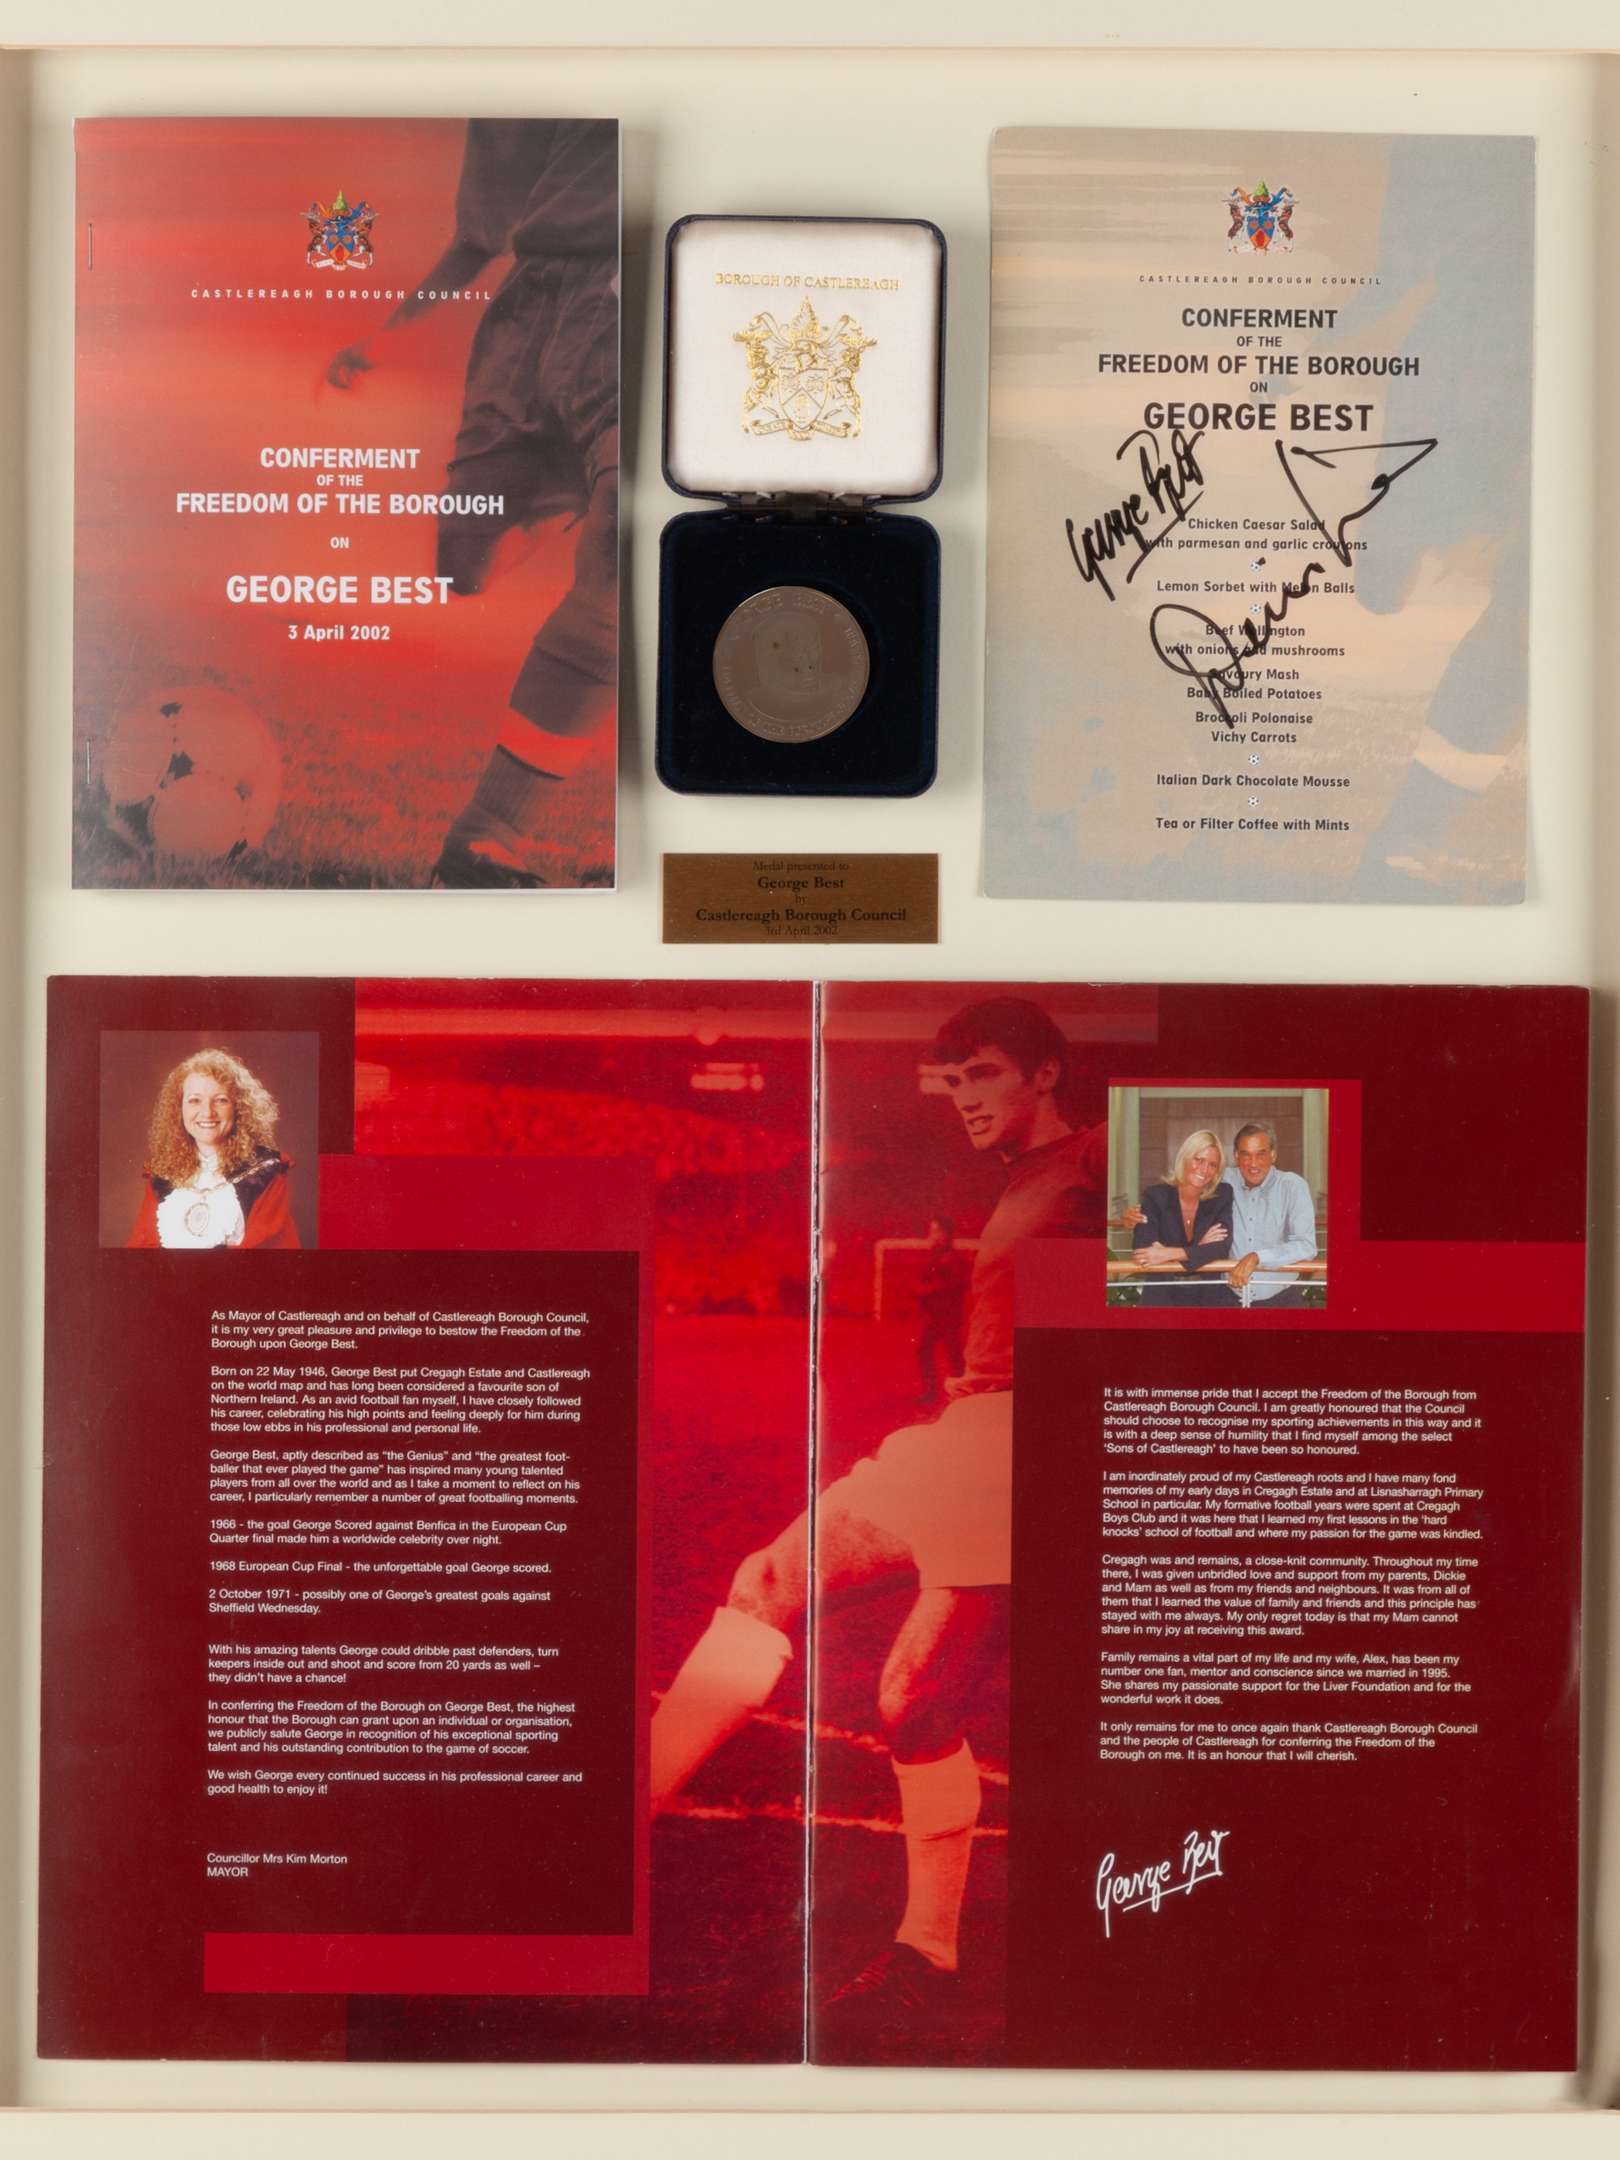 CASTLEREAGH BOROUGH COUNCIL
CONFERMENT
OF THE
FREEDOM OF THE BOROUGH
ON
GEORGE BEST
3 April 2002
BOROUGH OF CASTLEREAGH
GEORGE BEST
Medal presented to
George Best
by
Castlereagh Borough Council
3rd April 2002
CASTLEREAGH BOROUGH COUNCIL
CONFERMENT
OF THE
FREEDOM OF THE BOROUGH
ON
GEORGE BEST
George Best
Chicken Caesar Salad
with parmesan and garlic croutons
Lemon Sorbet with Melon Balls
Beef Wellington
with onions and mushrooms
Savoury Mash
Baby Boiled Potatoes
Broccoli Polonaise
Vichy Carrots
Italian Dark Chocolate Mousse
Tea or Filter Coffee with Mints
As Mayor of Castlereagh and on behalf of Castlereagh Borough Council,
it is my very great pleasure and privilege to bestow the Freedom of the
Borough upon George Best.
Born on 22 May 1946, George Best put Cregagh Estate and Castlereagh
on the world map and has long been considered a favourite son of
Northern Ireland. As an avid football fan myself, I have closely followed
his career, celebrating his high points and feeling deeply for him during
those low ebbs in his professional and personal life.
George Best, aptly described as "the Genius" and "the greatest foot-
baller that ever played the game" has inspired many young talented
players from all over the world and as I take a moment to reflect on his
career, I particularly remember a number of great footballing moments.
1966 - the goal George Scored against Benfica in the European Cup
Quarter final made him a worldwide celebrity over night.
1968 European Cup Final - the unforgettable goal George scored.
2 October 1971 - possibly one of George's greatest goals against
Sheffield Wednesday.
With his amazing talents George could dribble past defenders, turn
keepers inside out and shoot and score from 20 yards as well –
they didn't have a chance!
In conferring the Freedom of the Borough on George Best, the highest
honour that the Borough can grant upon an individual or organisation,
we publicly salute George in recognition of his exceptional sporting
talent and his outstanding contribution to the game of soccer.
We wish George every continued success in his professional career and
good health to enjoy it!
Councillor Mrs Kim Morton
MAYOR
It is with immense pride that I accept the Freedom of the Borough from
Castlereagh Borough Council. I am greatly honoured that the Council
should choose to recognise my sporting achievements in this way and it
is with a deep sense of humility that I find myself among the select
'Sons of Castlereagh' to have been so honoured.
I am inordinately proud of my Castlereagh roots and I have many fond
memories of my early days in Cregagh Estate and at Lisnasharragh Primary
School in particular. My formative football years were spent at Cregagh
Boys Club and it was here that I learned my first lessons in the 'hard
knocks' school of football and where my passion for the game was kindled.
Cregagh was and remains, a close-knit community. Throughout my time
there, I was given unbridled love and support from my parents, Dickie
and Mam as well as from my friends and neighbours. It was from all of
them that I learned the value of family and friends and this principle has
stayed with me always. My only regret today is that my Mam cannot
share in my joy at receiving this award.
Family remains a vital part of my life and my wife, Alex, has been my
number one fan, mentor and conscience since we married in 1995.
She shares my passionate support for the Liver Foundation and for the
wonderful work it does.
It only remains for me to once again thank Castlereagh Borough Council
and the people of Castlereagh for conferring the Freedom of the
Borough on me. It is an honour that I will cherish.
George Best